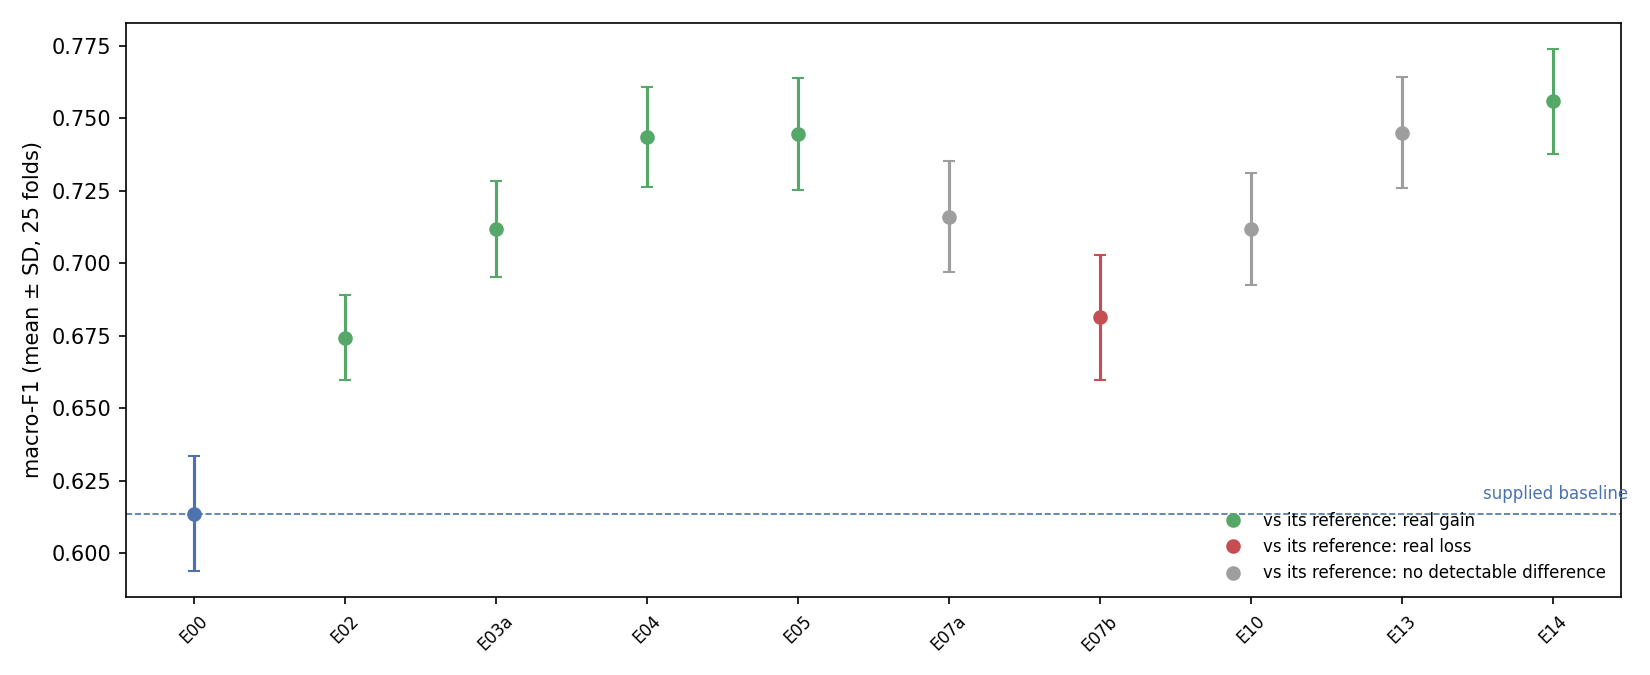 macro-F1 (mean ± SD, 25 folds)
0.775
0.750
0.725
0.700
0.675
0.650
0.625
0.600
supplied baseline
vs its reference: real gain
vs its reference: real loss
vs its reference: no detectable difference
E00
E02
E03a
E04
E05
E07a
E07b
E10
E13
E14